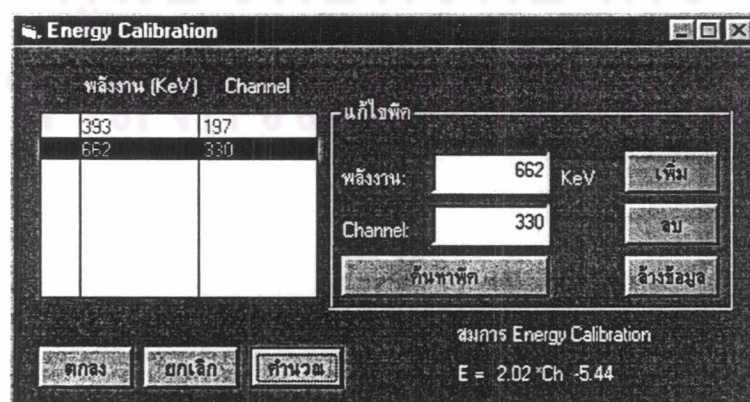 Energy Calibration
พลังงาน (KeV) Channel
393 197
662 330
แก้ไขพีค
พลังงาน: 662 KeV เพิ่ม
Channel: 330 ลบ
ค้นหาพีค ล้างข้อมูล
ตกลง ยกเลิก คำนวณ
สมการ Energy Calibration
E = 2.02 *Ch -5.44